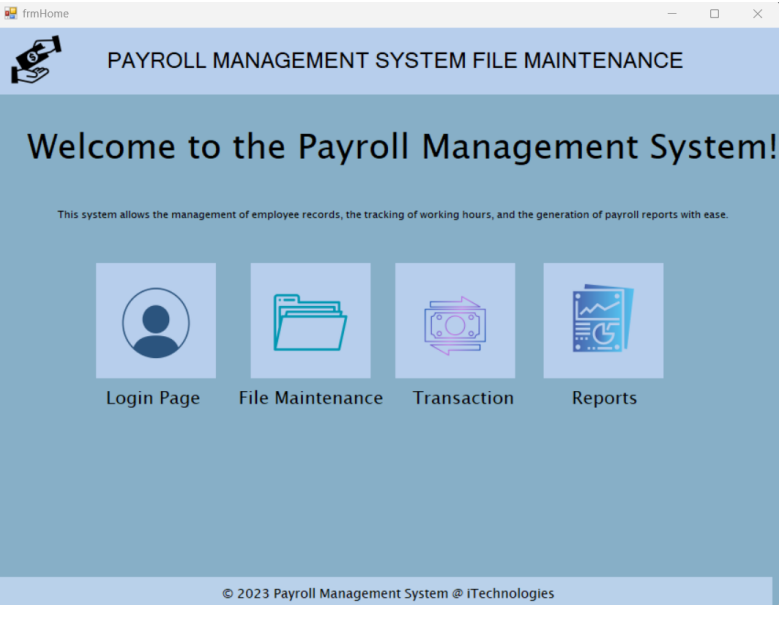 frmHome
PAYROLL MANAGEMENT SYSTEM FILE MAINTENANCE
Welcome to the Payroll Management System!
This system allows the management of employee records, the tracking of working hours, and the generation of payroll reports with ease.
Login Page
File Maintenance
Transaction
Reports
© 2023 Payroll Management System @ iTechnologies